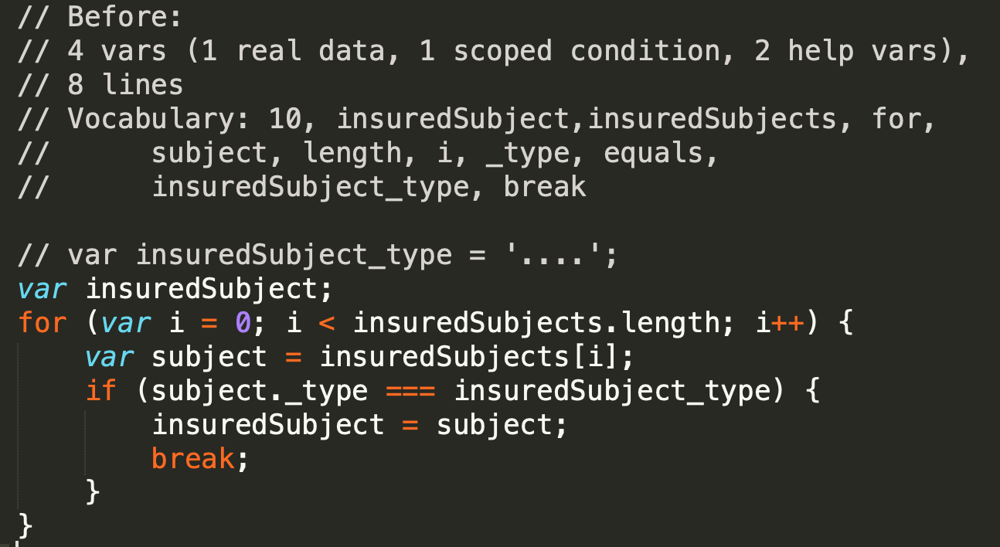 // Before:
// 4 vars (1 real data, 1 scoped condition, 2 help vars),
// 8 lines
// Vocabulary: 10, insuredSubject,insuredSubjects, for,
//      subject, length, i, _type, equals,
//      insuredSubject_type, break

// var insuredSubject_type = '....';
var insuredSubject;
for (var i = 0; i < insuredSubjects.length; i++) {
    var subject = insuredSubjects[i];
    if (subject._type === insuredSubject_type) {
        insuredSubject = subject;
        break;
    }
}